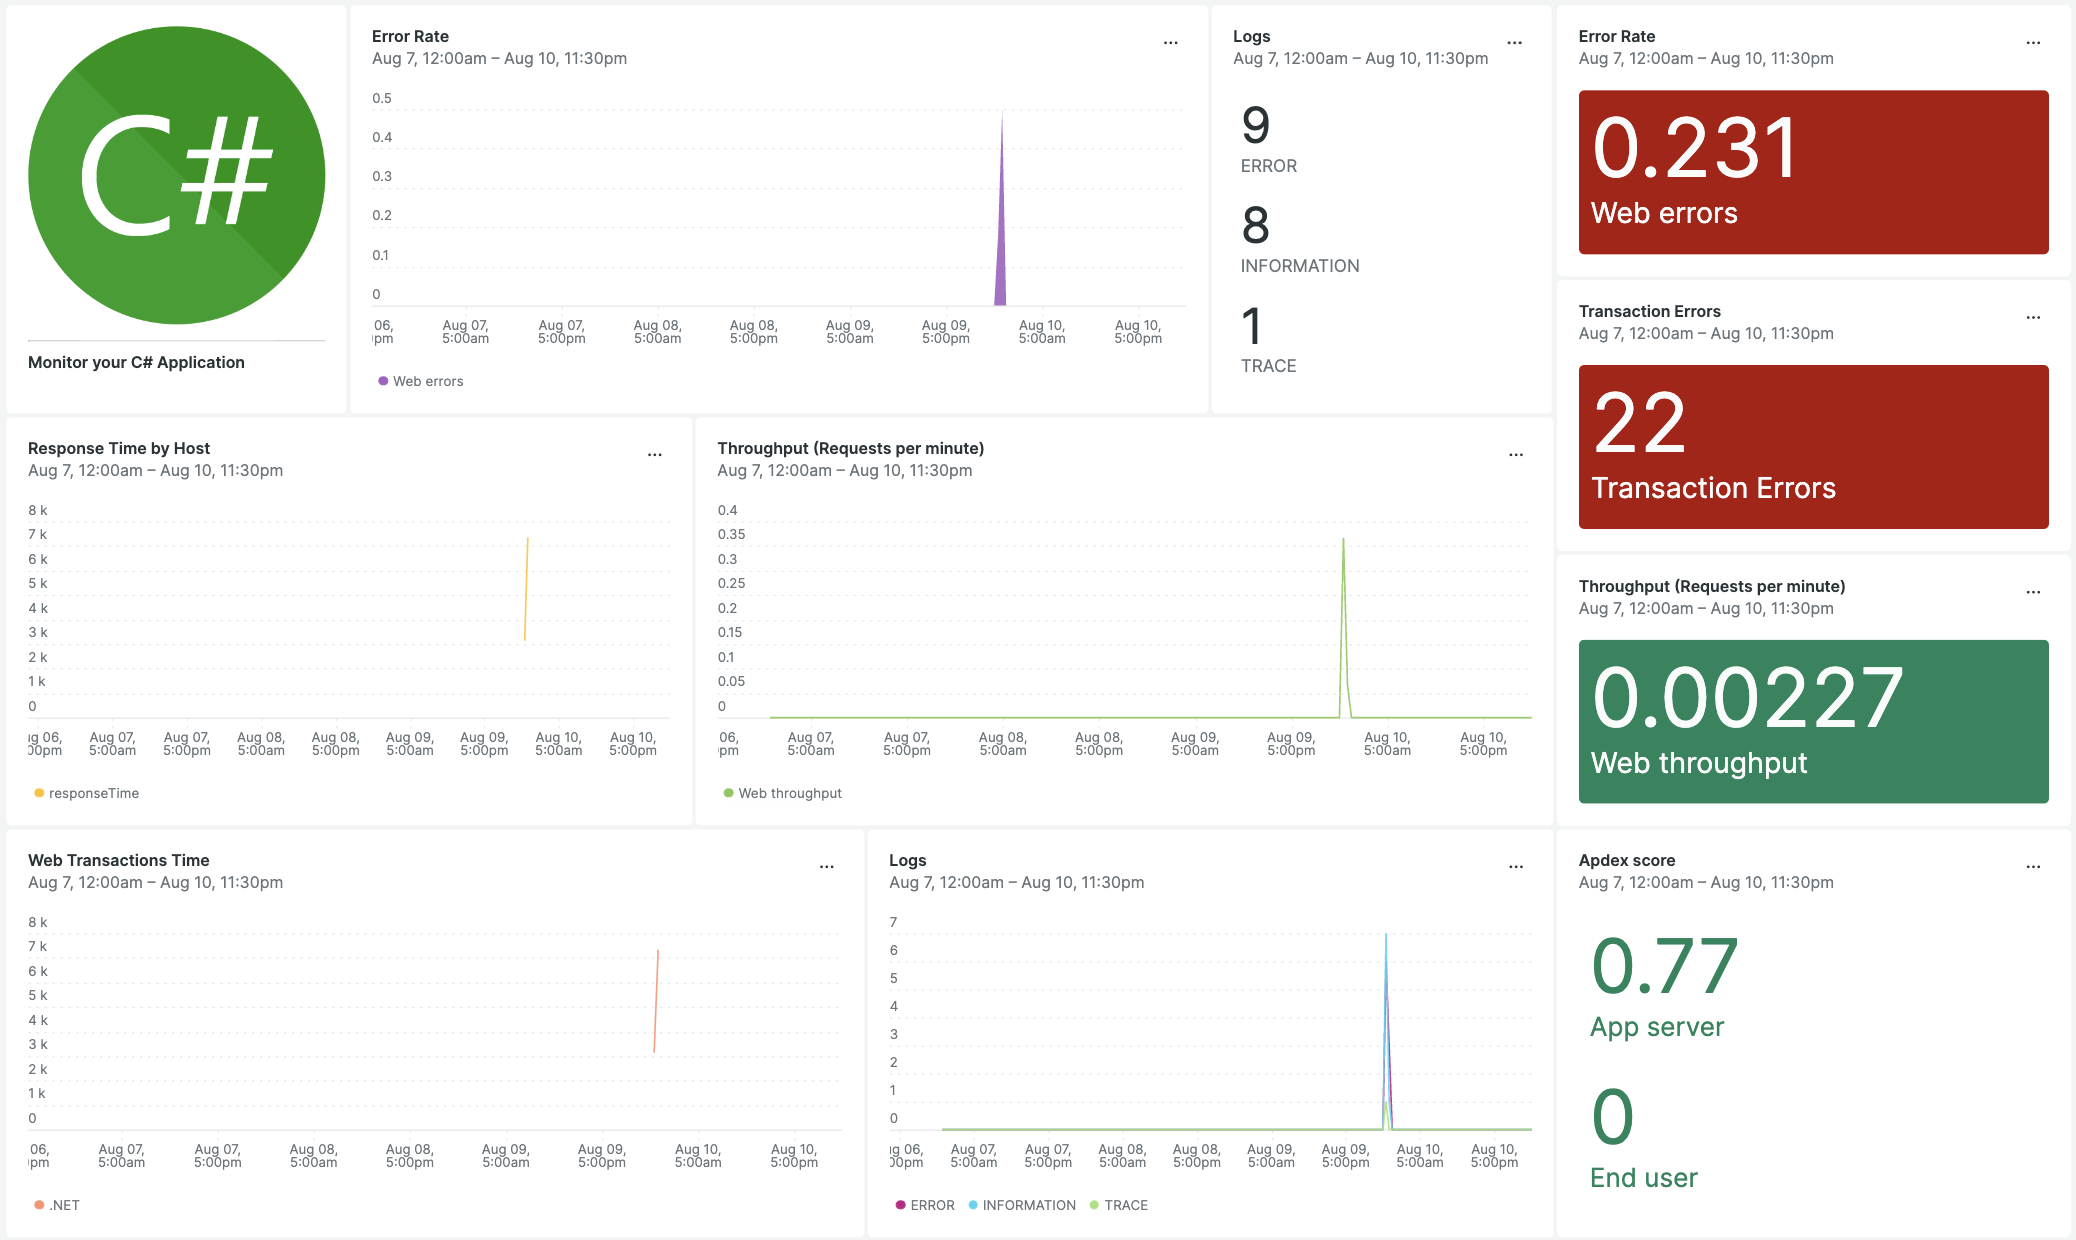 C#
Monitor your C# Application
Error Rate
...
Aug 7, 12:00am – Aug 10, 11:30pm
0.5
0.4
0.3
0.2
0.1
0
06,
pm
Aug 07,
5:00am
Aug 07,
5:00pm
Aug 08,
5:00am
Aug 08,
5:00pm
Aug 09,
5:00am
Aug 09,
5:00pm
Aug 10,
5:00am
Aug 10,
5:00pm
Web errors
Logs
...
Aug 7, 12:00am – Aug 10, 11:30pm
9
ERROR
8
INFORMATION
1
TRACE
Error Rate
...
Aug 7, 12:00am – Aug 10, 11:30pm
0.231
Web errors
Transaction Errors
...
Aug 7, 12:00am – Aug 10, 11:30pm
22
Transaction Errors
Response Time by Host
...
Aug 7, 12:00am – Aug 10, 11:30pm
8 k
7 k
6 k
5 k
4 k
3 k
2 k
1 k
0
ug 06,
00pm
Aug 07,
5:00am
Aug 07,
5:00pm
Aug 08,
5:00am
Aug 08,
5:00pm
Aug 09,
5:00am
Aug 09,
5:00pm
Aug 10,
5:00am
Aug 10,
5:00pm
responseTime
Throughput (Requests per minute)
...
Aug 7, 12:00am – Aug 10, 11:30pm
0.4
0.35
0.3
0.25
0.2
0.15
0.1
0.05
0
06,
pm
Aug 07,
5:00am
Aug 07,
5:00pm
Aug 08,
5:00am
Aug 08,
5:00pm
Aug 09,
5:00am
Aug 09,
5:00pm
Aug 10,
5:00am
Aug 10,
5:00pm
Web throughput
Throughput (Requests per minute)
...
Aug 7, 12:00am – Aug 10, 11:30pm
0.00227
Web throughput
Web Transactions Time
...
Aug 7, 12:00am – Aug 10, 11:30pm
8 k
7 k
6 k
5 k
4 k
3 k
2 k
1 k
0
06,
pm
Aug 07,
5:00am
Aug 07,
5:00pm
Aug 08,
5:00am
Aug 08,
5:00pm
Aug 09,
5:00am
Aug 09,
5:00pm
Aug 10,
5:00am
Aug 10,
5:00pm
.NET
Logs
...
Aug 7, 12:00am – Aug 10, 11:30pm
7
6
5
4
3
2
1
0
g 06,
00pm
Aug 07,
5:00am
Aug 07,
5:00pm
Aug 08,
5:00am
Aug 08,
5:00pm
Aug 09,
5:00am
Aug 09,
5:00pm
Aug 10,
5:00am
Aug 10,
5:00pm
ERROR INFORMATION TRACE
Apdex score
...
Aug 7, 12:00am – Aug 10, 11:30pm
0.77
App server
0
End user